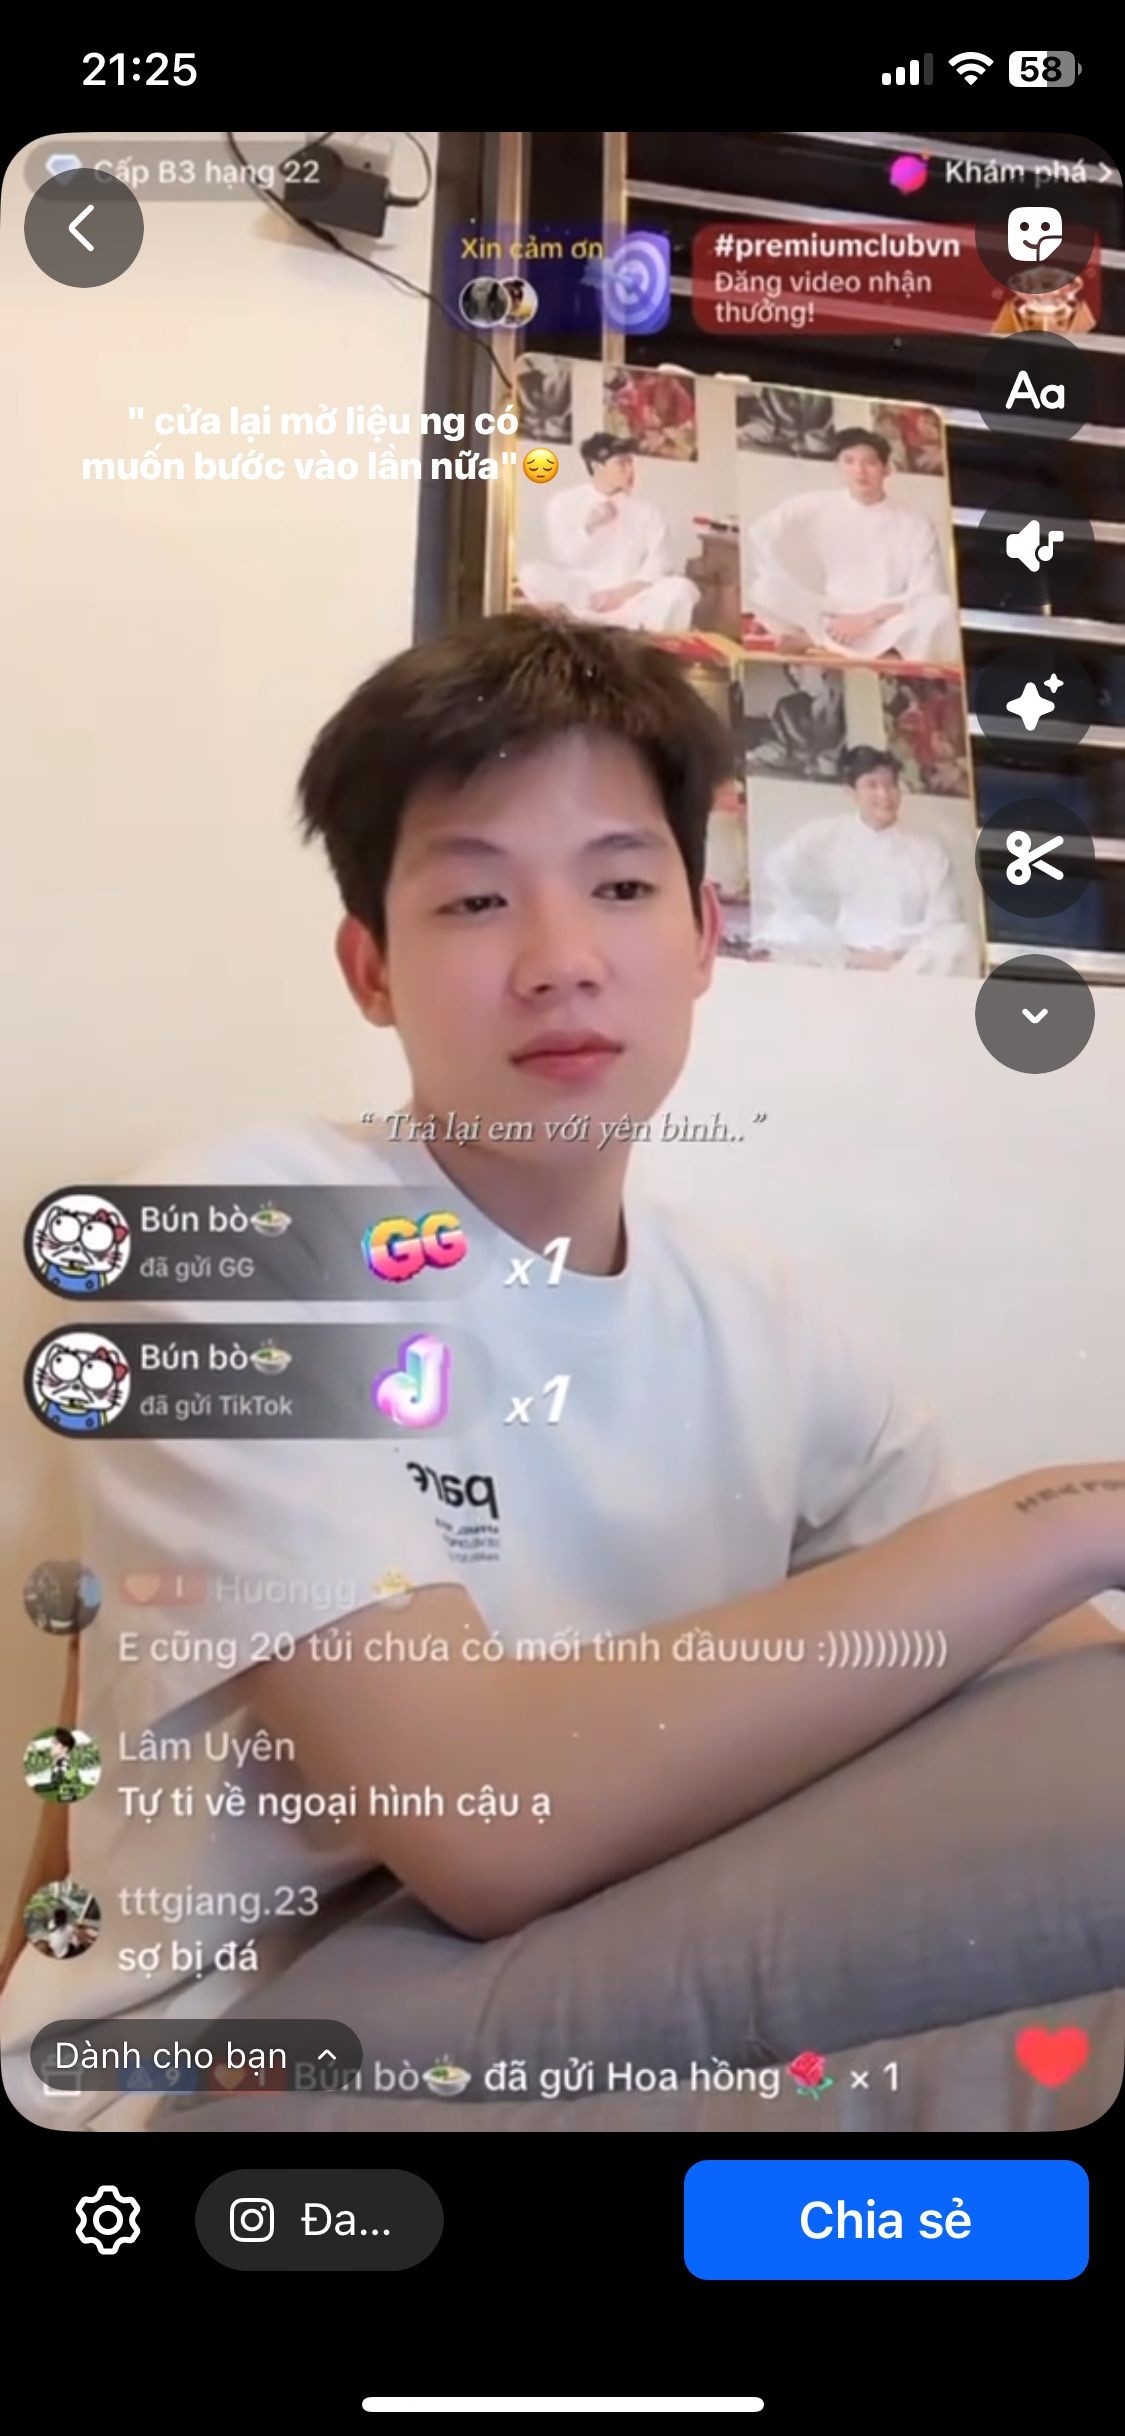 21:25
58
Cấp B3 hạng 22
Khám phá
Xin cảm ơn
#premiumclubvn
Đăng video nhận
thưởng!
" cửa lại mở liệu ng có
muốn bước vào lần nữa"😔
Aa
“ Trả lại em với yên bình.. ”
Bún bò🍜
đã gửi GG
GG
x1
Bún bò🍜
đã gửi TikTok
x1
1 Huongg
E cũng 20 túi chưa có mối tình đầuuuu :))))))))))
Lâm Uyên
Tự ti về ngoại hình cậu ạ
tttgiang.23
sợ bị đá
Dành cho bạn
9 1 Bún bò🍜 đã gửi Hoa hồng🌹 × 1
Đa...
Chia sẻ